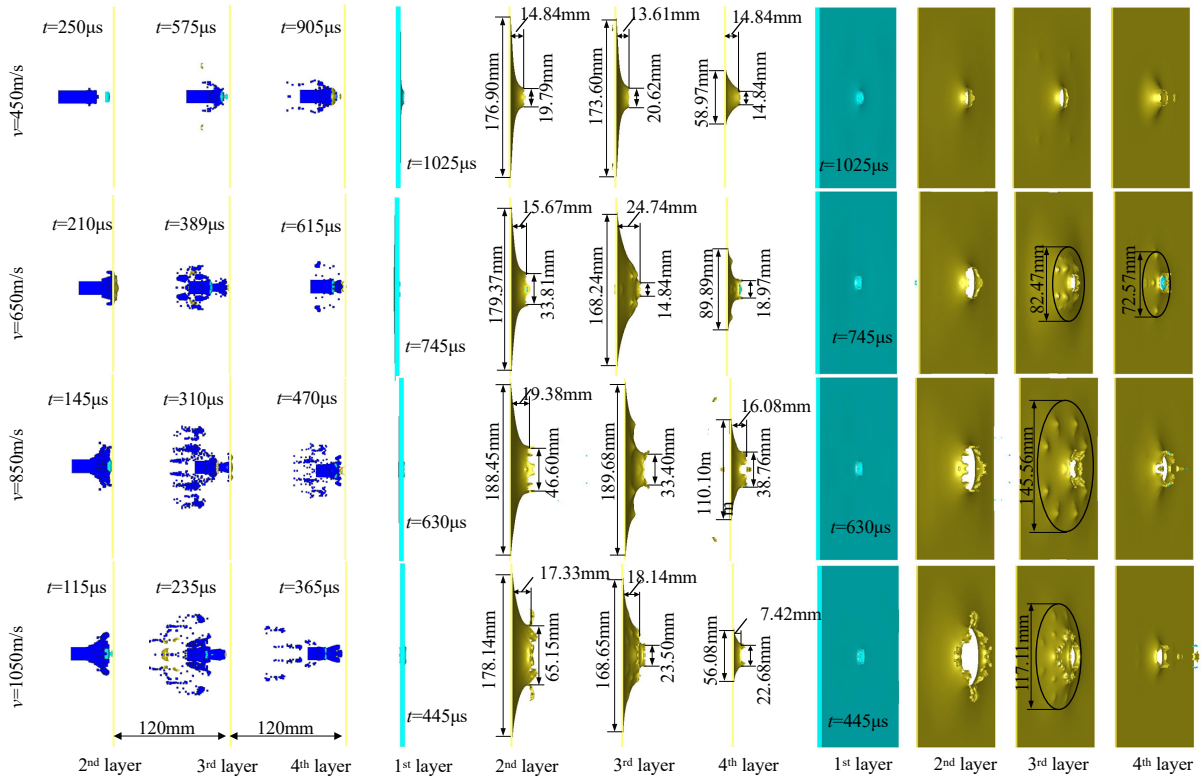 v=450m/s
t=250μs
t=575μs
t=905μs
t=1025μs
176.90mm
14.84mm
19.79mm
173.60mm
13.61mm
20.62mm
58.97mm
14.84mm
14.84mm
t=1025μs
v=650m/s
t=210μs
t=389μs
t=615μs
t=745μs
179.37mm
15.67mm
33.81mm
168.24mm
24.74mm
14.84mm
89.89mm
18.97mm
t=745μs
82.47mm
72.57mm
v=850m/s
t=145μs
t=310μs
t=470μs
t=630μs
188.45mm
19.38mm
46.60mm
189.68mm
33.40mm
110.10m
m
16.08mm
38.76mm
t=630μs
145.56mm
v=1050m/s
t=115μs
t=235μs
t=365μs
t=445μs
178.14mm
17.33mm
65.15mm
168.65mm
18.14mm
23.50mm
56.08mm
7.42mm
22.68mm
t=445μs
117.11mm
120mm
120mm
2nd layer
3rd layer
4th layer
1st layer
2nd layer
3rd layer
4th layer
1st layer
2nd layer
3rd layer
4th layer